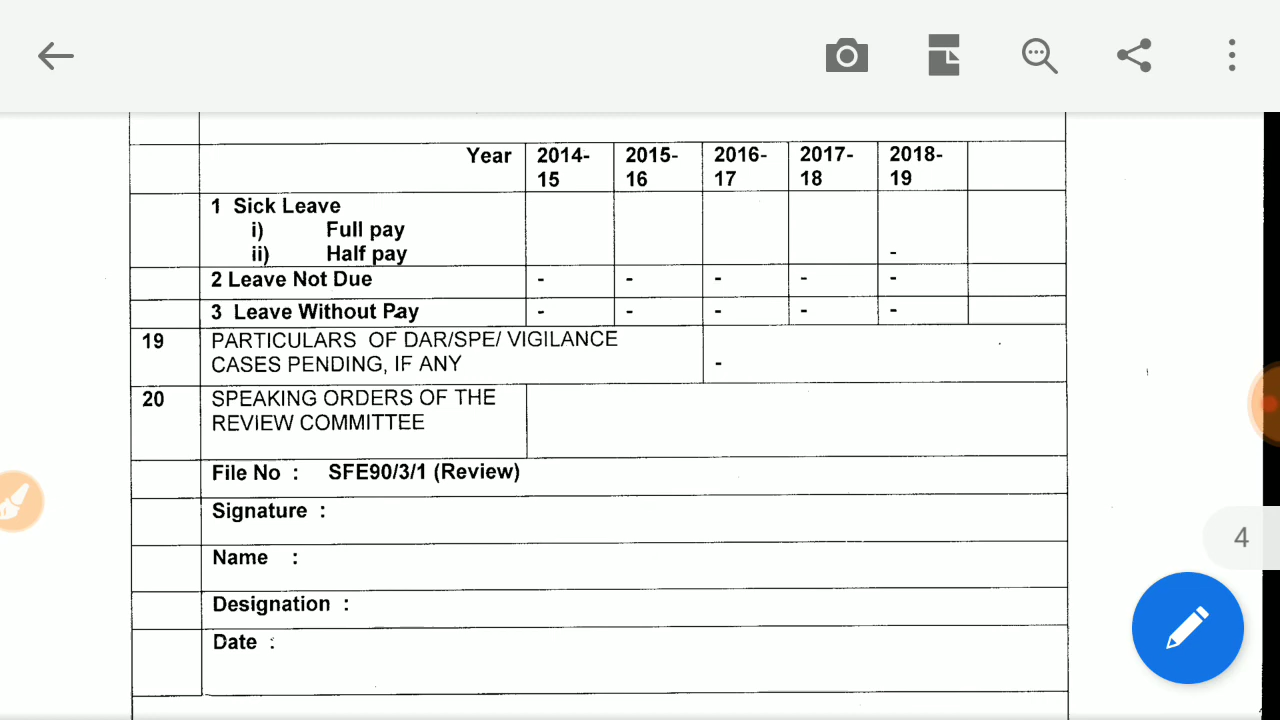 Year 2014- 2015- 2016- 2017- 2018-
15 16 17 18 19
1 Sick Leave
i) Full pay
ii) Half pay -
2 Leave Not Due - - - - -
3 Leave Without Pay - - - - -
19 PARTICULARS OF DAR/SPE/ VIGILANCE
CASES PENDING, IF ANY -
20 SPEAKING ORDERS OF THE
REVIEW COMMITTEE
File No : SFE90/3/1 (Review)
Signature :
4
Name :
Designation :
Date :